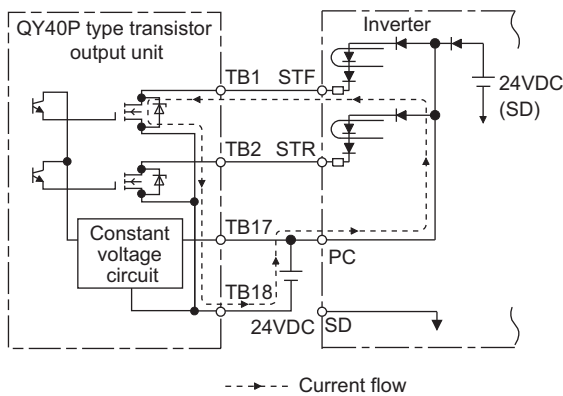 QY40P type transistor
output unit
Inverter
TB1 STF
24VDC
(SD)
TB2 STR
TB17
Constant
voltage
circuit
PC
TB18
24VDC SD
Current flow